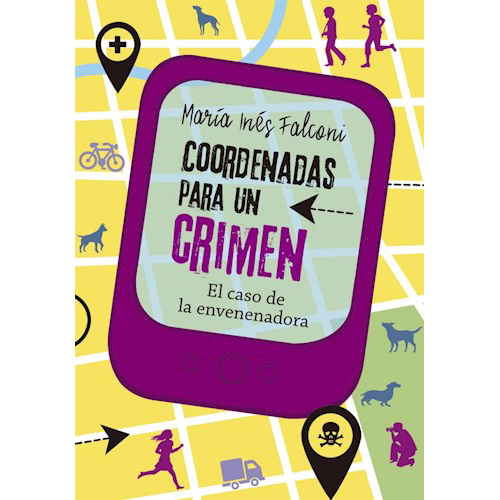 María Inés Falconi
COORDENADAS
PARA UN
CRIMEN
El caso de
la envenenadora